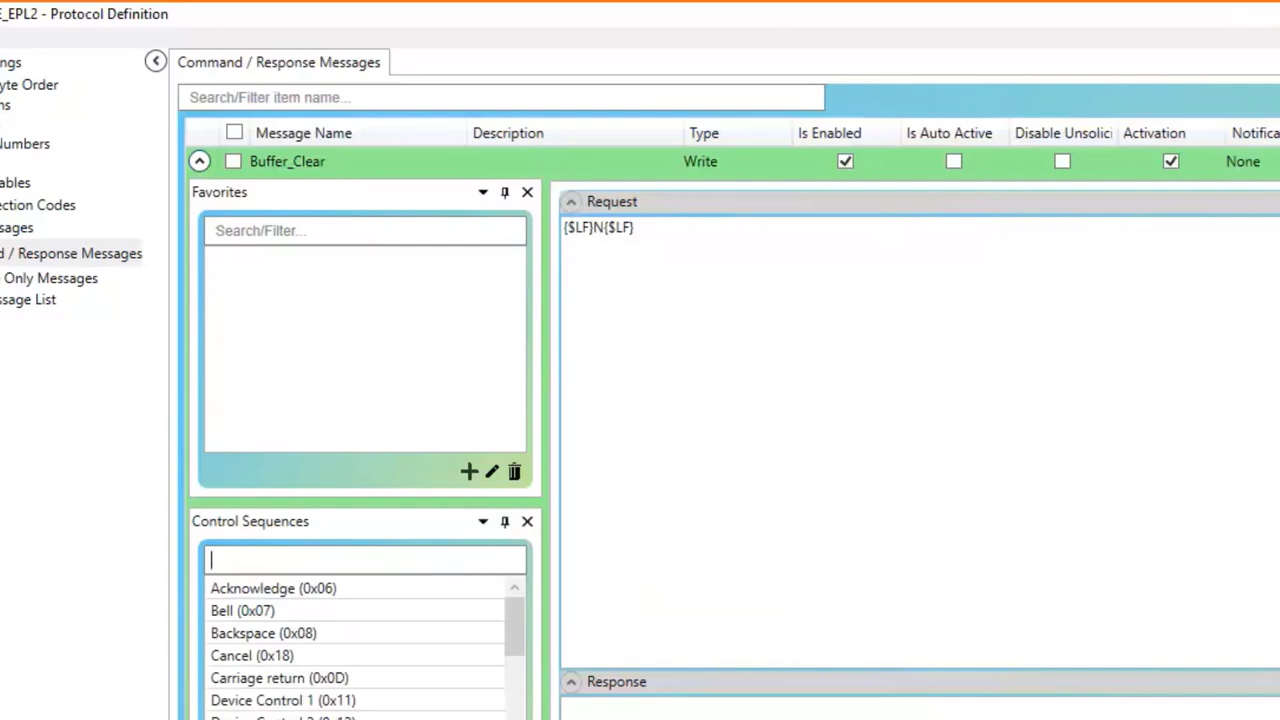 E_EPL2 - Protocol Definition
ngs
yte Order
ns
Numbers
ables
ection Codes
sages
d / Response Messages
Only Messages
ssage List
Command / Response Messages
Search/Filter item name...
Message Name Description Type Is Enabled Is Auto Active Disable Unsolici Activation Notifica
Buffer_Clear Write None
Favorites
Search/Filter...
Control Sequences
Acknowledge (0x06)
Bell (0x07)
Backspace (0x08)
Cancel (0x18)
Carriage return (0x0D)
Device Control 1 (0x11)
Request
{$LF}N{$LF}
Response